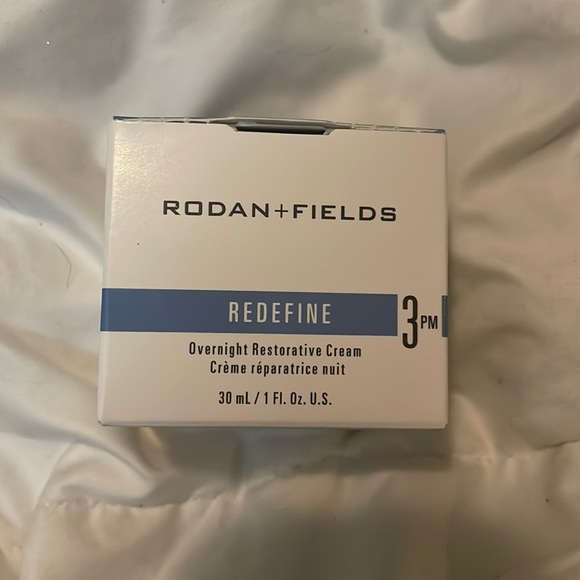 RODAN+FIELDS
REDEFINE
3PM
Overnight Restorative Cream
Crème réparatrice nuit
30 mL / 1 Fl. Oz. U.S.